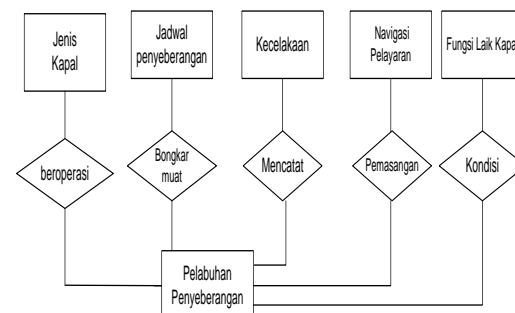 Jenis
Kapal
Jadwal
penyeberangan
Kecelakaan
Navigasi
Pelayaran
Fungsi Laik Kapa
beroperasi
Bongkar
muat
Mencatat
Pemasangan
Kondisi
Pelabuhan
Penyeberangan